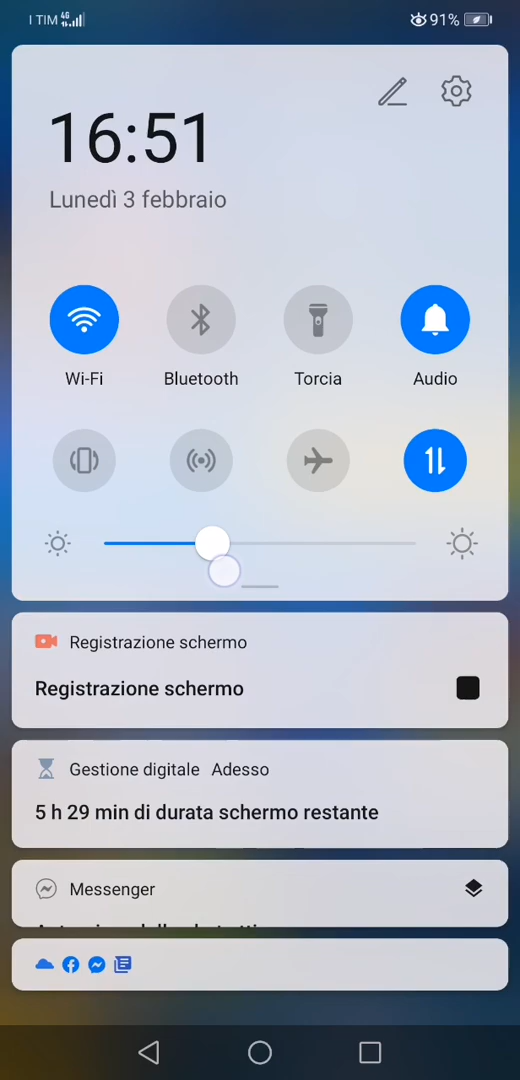 TIM 4G 91%
16:51
Lunedì 3 febbraio
Wi-Fi Bluetooth Torcia Audio
Registrazione schermo
Registrazione schermo
Gestione digitale Adesso
5 h 29 min di durata schermo restante
Messenger